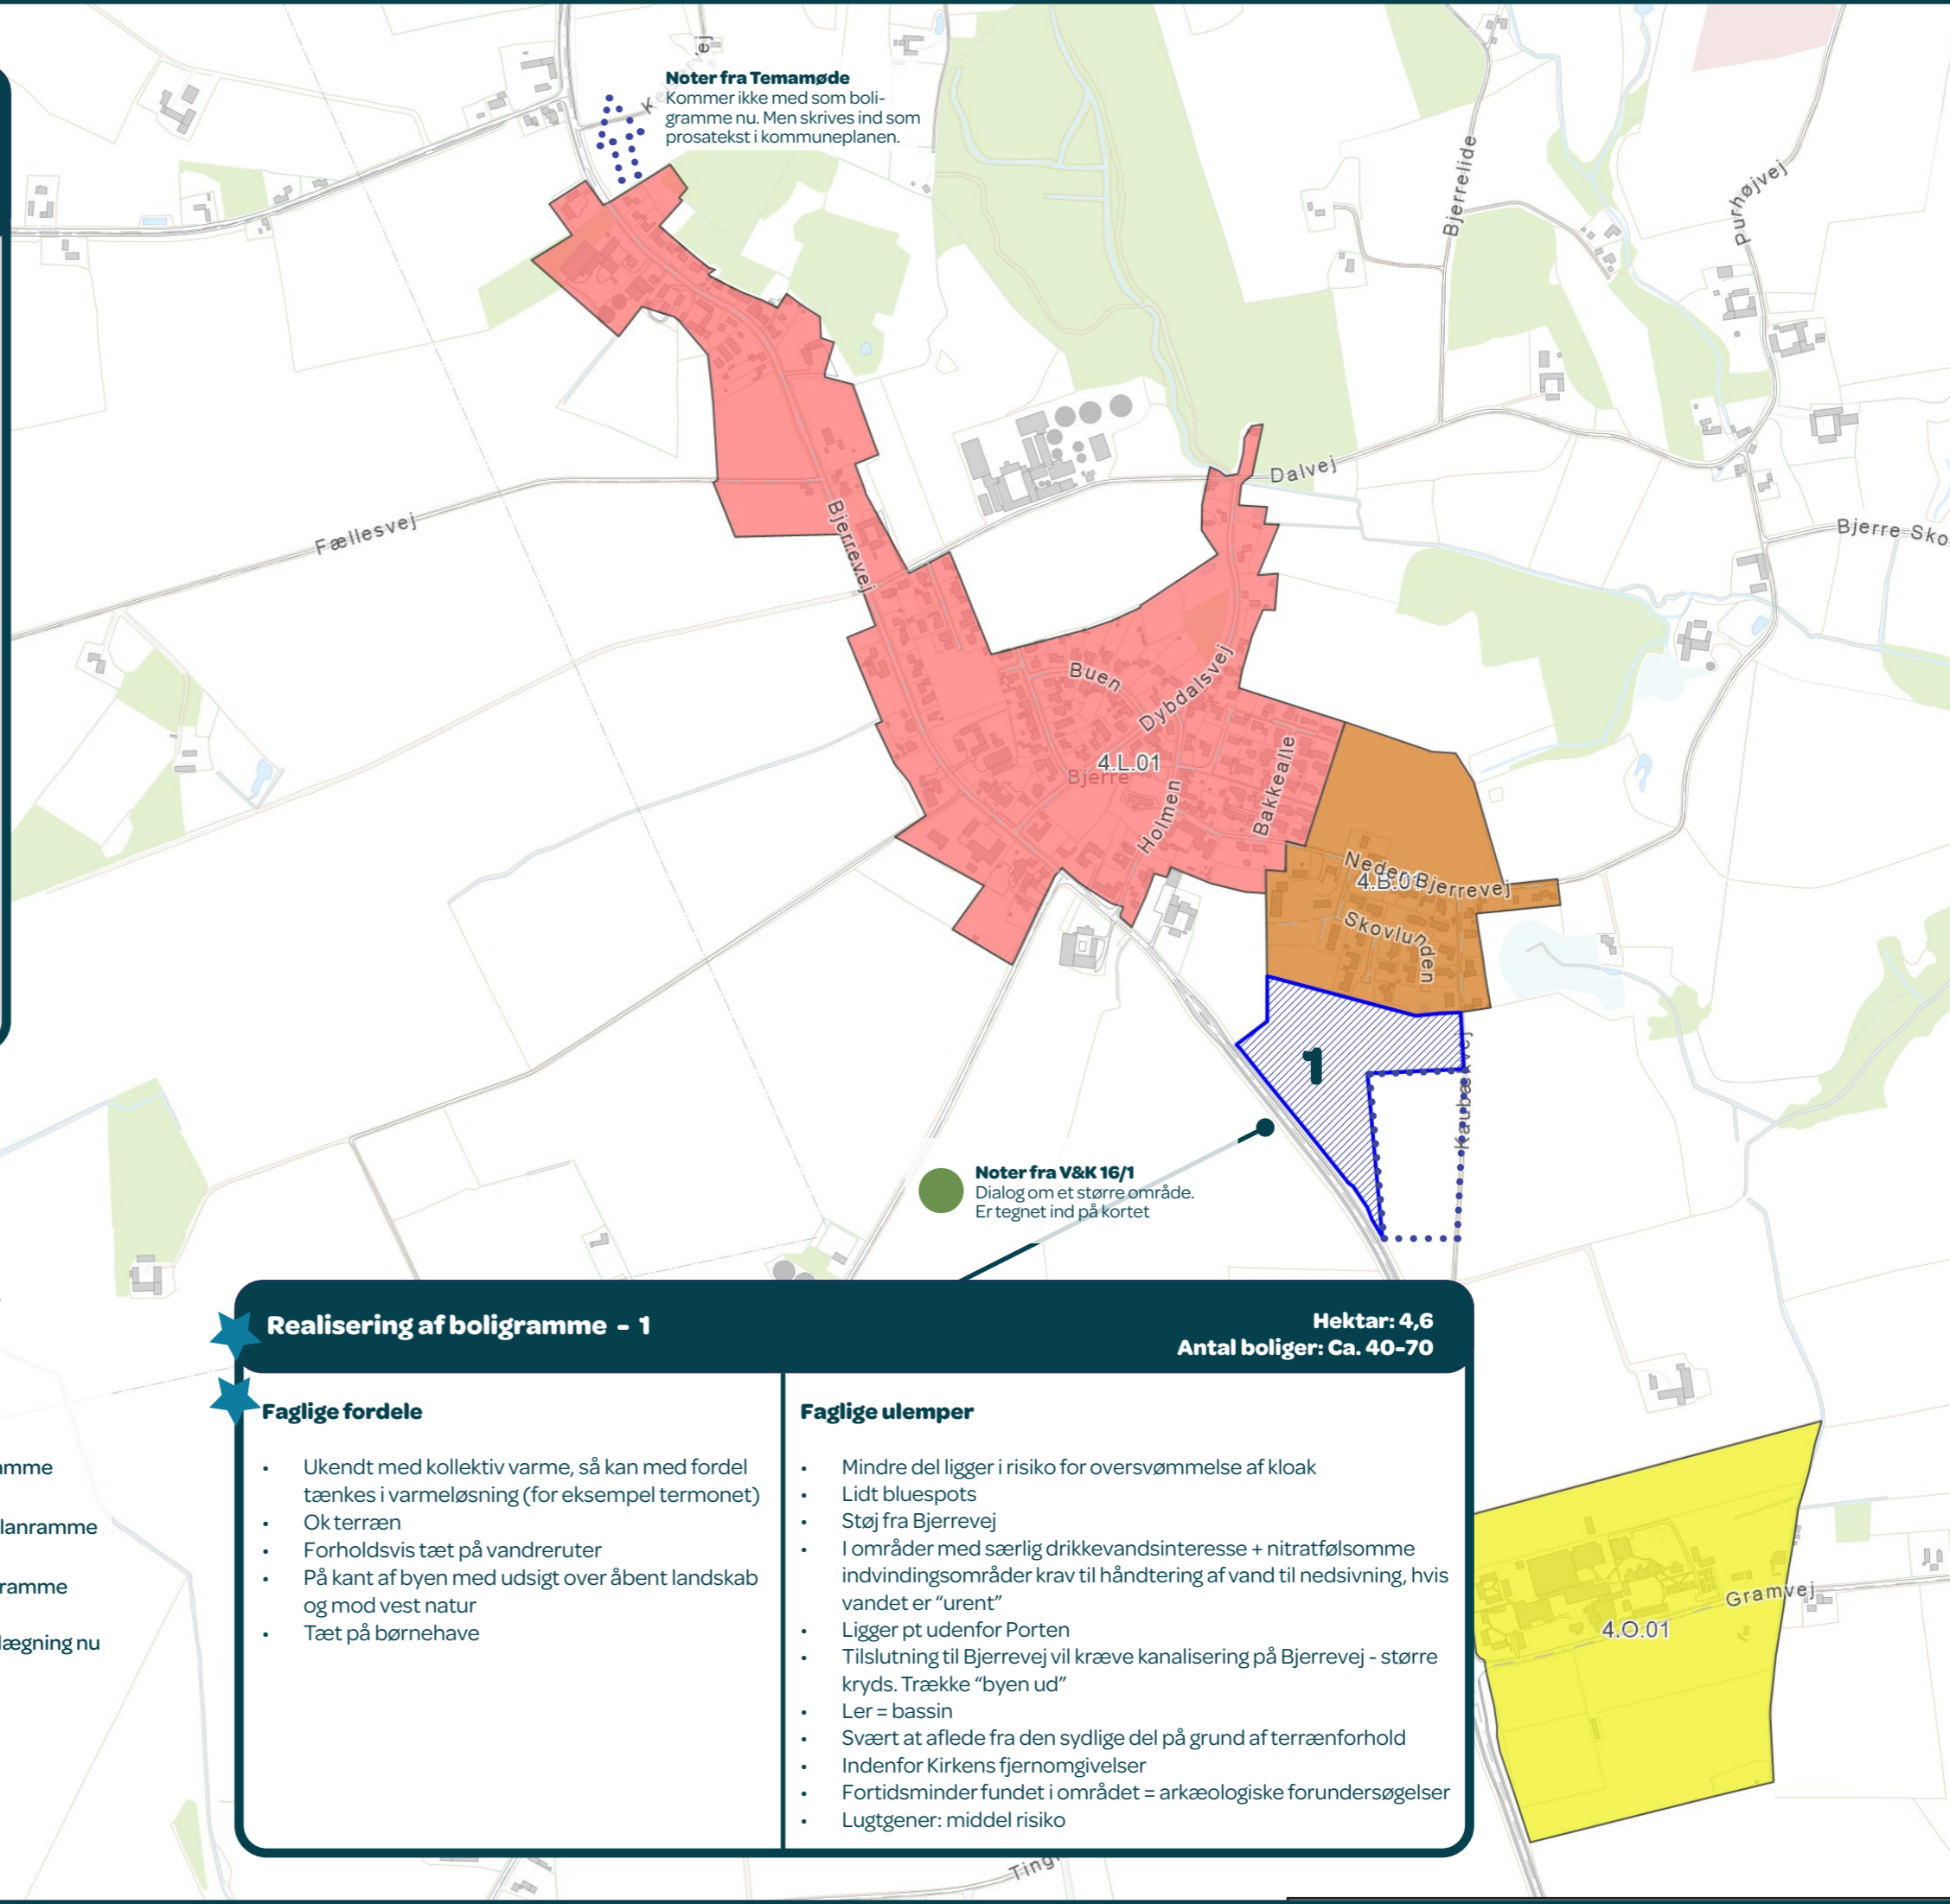 Noter fra Temamøde
Kommer ikke med som boli-
gramme nu. Men skrives ind som
prosatekst i kommuneplanen.
Bjerrelide
Purhøjvej
Dalvej
Fællesvej
Bjerrevej
Bjerre Sko
Buen
Dybdalsvej
4.L.01
Bjerre
Holmen
Bakkealle
Neder Bjerrevej
4.B.01
Skovlunden
1
Kaubækvej
Noter fra V&K 16/1
Dialog om et større område.
Er tegnet ind på kortet
Realisering af boligramme - 1
Hektar: 4,6
Antal boliger: Ca. 40-70
Faglige fordele
• Ukendt med kollektiv varme, så kan med fordel
tænkes i varmeløsning (for eksempel termonet)
• Ok terræn
• Forholdsvis tæt på vandreruter
• På kant af byen med udsigt over åbent landskab
og mod vest natur
• Tæt på børnehave
Faglige ulemper
• Mindre del ligger i risiko for oversvømmelse af kloak
• Lidt bluespots
• Støj fra Bjerrevej
• I områder med særlig drikkevandsinteresse + nitratfølsomme
indvindingsområder krav til håndtering af vand til nedsivning, hvis
vandet er “urent”
• Ligger pt udenfor Porten
• Tilslutning til Bjerrevej vil kræve kanalisering på Bjerrevej - større
kryds. Trække “byen ud”
• Ler = bassin
• Svært at aflede fra den sydlige del på grund af terrænforhold
• Indenfor Kirkens fjernomgivelser
• Fortidsminder fundet i området = arkæologiske forundersøgelser
• Lugtgener: middel risiko
amme
lanramme
ramme
lægning nu
Gramvej
4.O.01
Ting